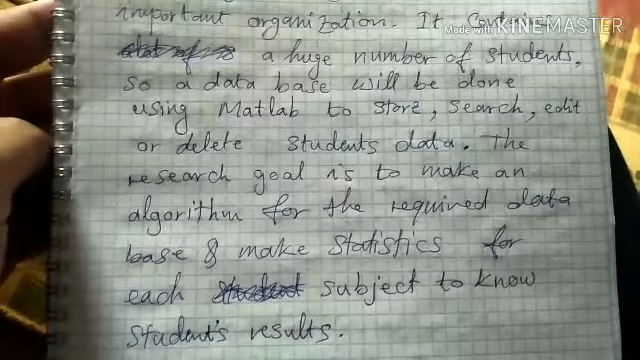 important organization. It contain
Made with KINEMASTER
a huge number of students,
so a data base will be done
using Matlab to store, search, edit
or delete students data. The
research goal is to make an
algorithm for the required data
base & make statistics for
each subject to know
student's results.